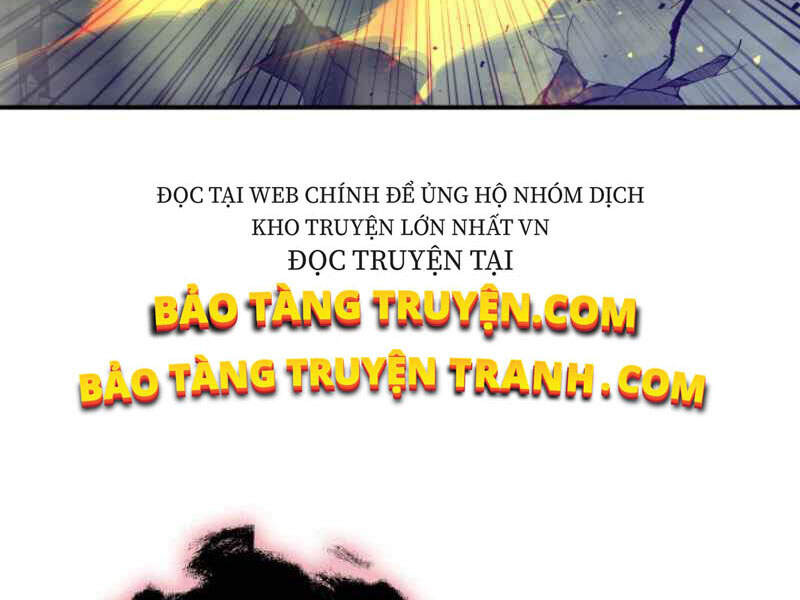 ĐỌC TẠI WEB CHÍNH ĐỂ ỦNG HỘ NHÓM DỊCH
KHO TRUYỆN LỚN NHẤT VN
ĐỌC TRUYỆN TẠI
BẢO TÀNG TRUYỆN.COM
BẢO TÀNG TRUYỆN TRANH.COM